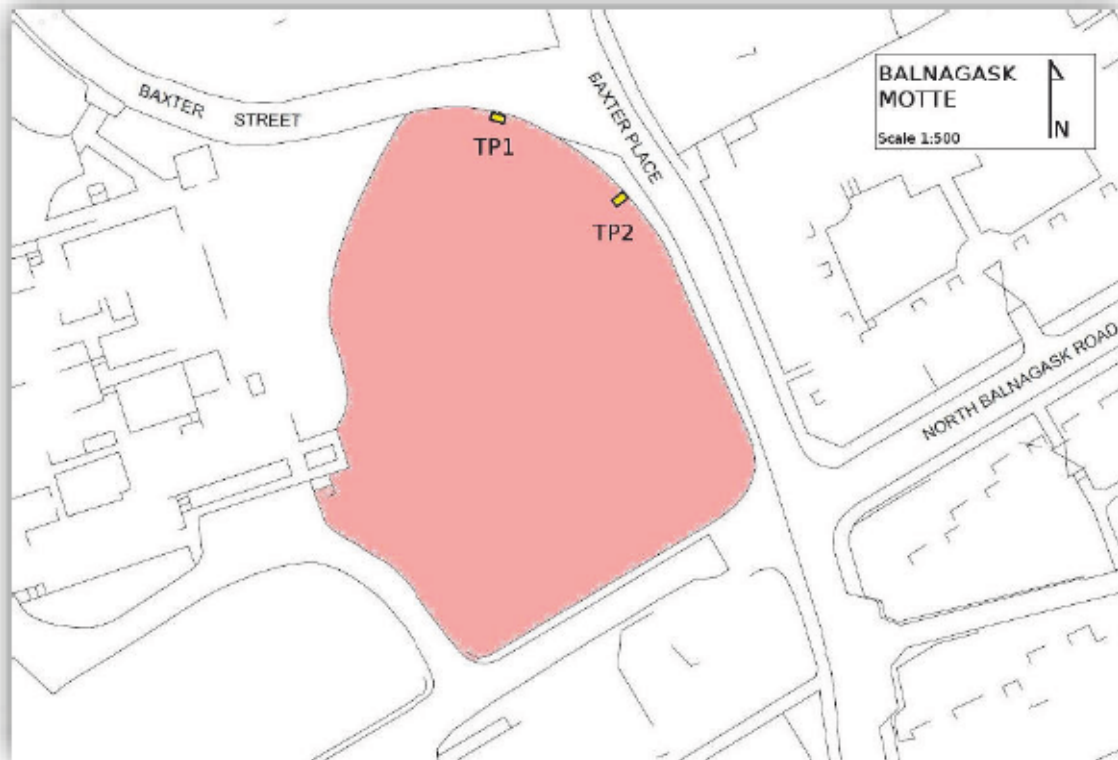 BAXTER STREET
BAXTER PLACE
BALNAGASK
MOTTE
Scale 1:500
N
TP1
TP2
NORTH BALNAGASK ROAD